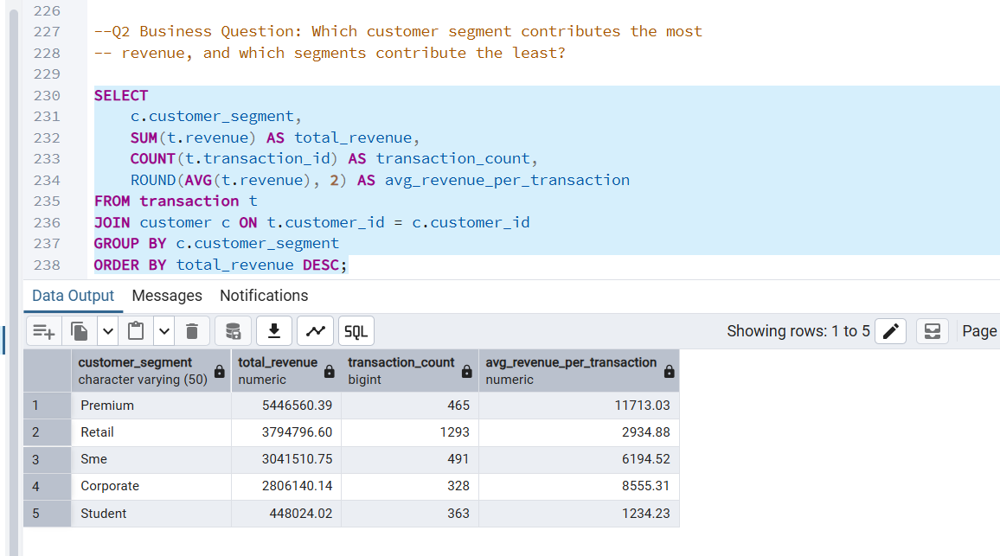 226
227 --Q2 Business Question: Which customer segment contributes the most
228 -- revenue, and which segments contribute the least?
229
230 SELECT
231 c.customer_segment,
232 SUM(t.revenue) AS total_revenue,
233 COUNT(t.transaction_id) AS transaction_count,
234 ROUND(AVG(t.revenue), 2) AS avg_revenue_per_transaction
235 FROM transaction t
236 JOIN customer c ON t.customer_id = c.customer_id
237 GROUP BY c.customer_segment
238 ORDER BY total_revenue DESC;
Data Output Messages Notifications
SQL Showing rows: 1 to 5 Page
customer_segment total_revenue transaction_count avg_revenue_per_transaction
character varying (50) numeric bigint numeric
1 Premium 5446560.39 465 11713.03
2 Retail 3794796.60 1293 2934.88
3 Sme 3041510.75 491 6194.52
4 Corporate 2806140.14 328 8555.31
5 Student 448024.02 363 1234.23